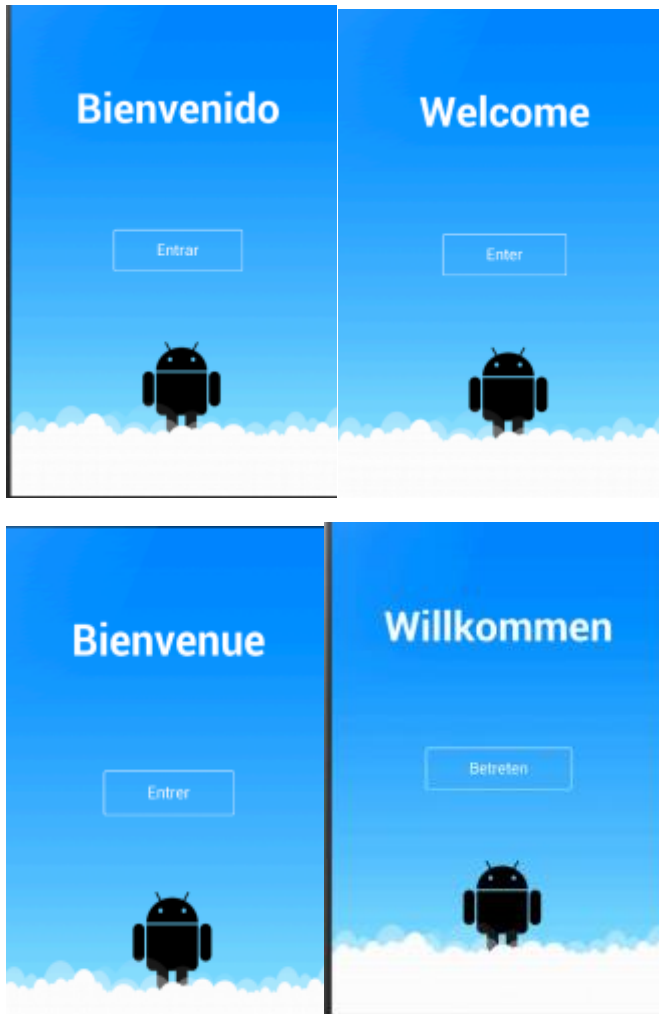 Bienvenido
Entrar
Welcome
Enter
Bienvenue
Entrer
Willkommen
Betreten